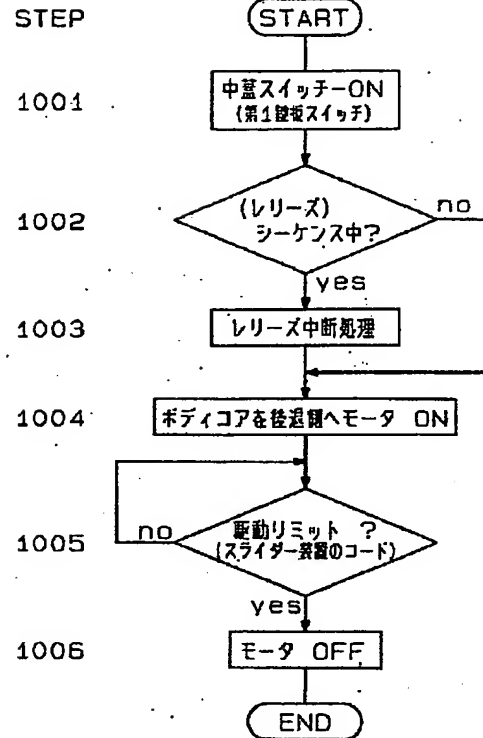 STEP
START
1001
中蓋スイッチーON
(第1錠板スイッチ)
1002
(レリーズ)
シーケンス中?
no
yes
1003
レリーズ中断処理
1004
ボディコアを後退側へモータ ON
1005
no
駆動リミット ?
(スライダー装置のコード)
yes
1006
モータ OFF
END